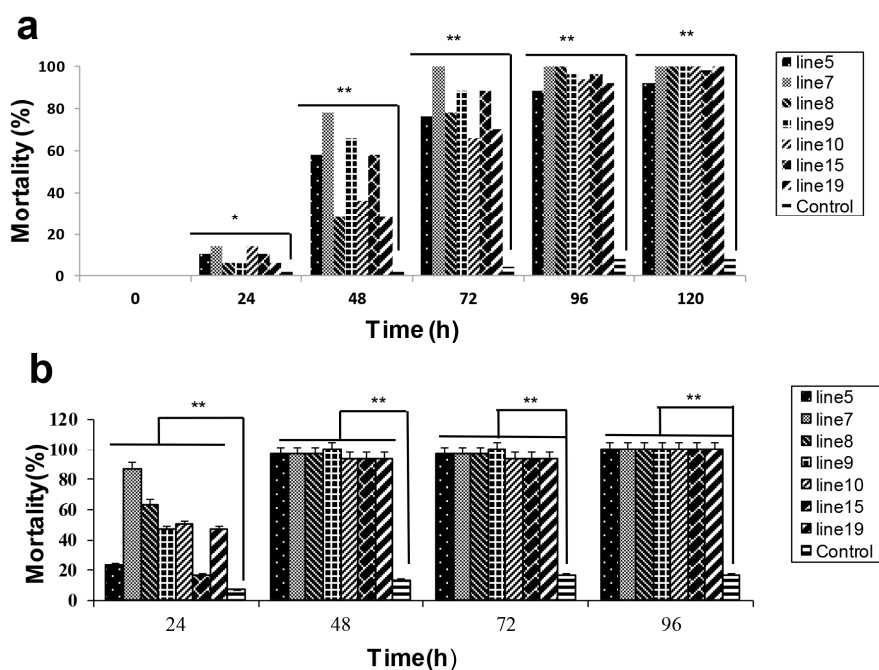 a
Mortality (%)
100
80
60
40
20
0
*
**
**
**
**
0 24 48 72 96 120
Time (h)
line5
line7
line8
line9
line10
line15
line19
Control
b
Mortality(%)
120
100
80
60
40
20
0
**
**
**
**
24 48 72 96
Time(h)
line5
line7
line8
line9
line10
line15
line19
Control